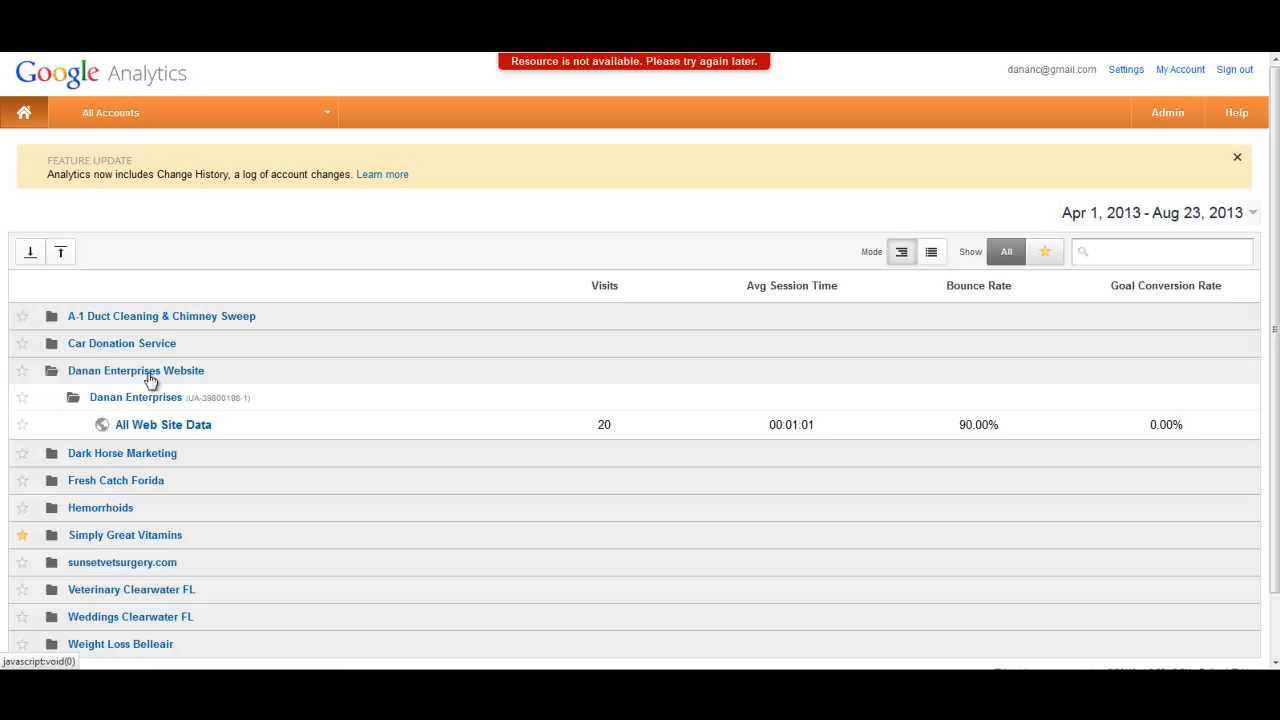 Resource is not available. Please try again later.
Google Analytics
dananc@gmail.com Settings My Account Sign out
All Accounts Admin Help
FEATURE UPDATE
Analytics now includes Change History, a log of account changes. Learn more
Apr 1, 2013 - Aug 23, 2013
Mode Show All
Visits Avg Session Time Bounce Rate Goal Conversion Rate
A-1 Duct Cleaning & Chimney Sweep
Car Donation Service
Danan Enterprises Website
Danan Enterprises (UA-39800198-1)
All Web Site Data 20 00:01:01 90.00% 0.00%
Dark Horse Marketing
Fresh Catch Forida
Hemorrhoids
Simply Great Vitamins
sunsetvetsurgery.com
Veterinary Clearwater FL
Weddings Clearwater FL
Weight Loss Belleair
javascript:void(0)